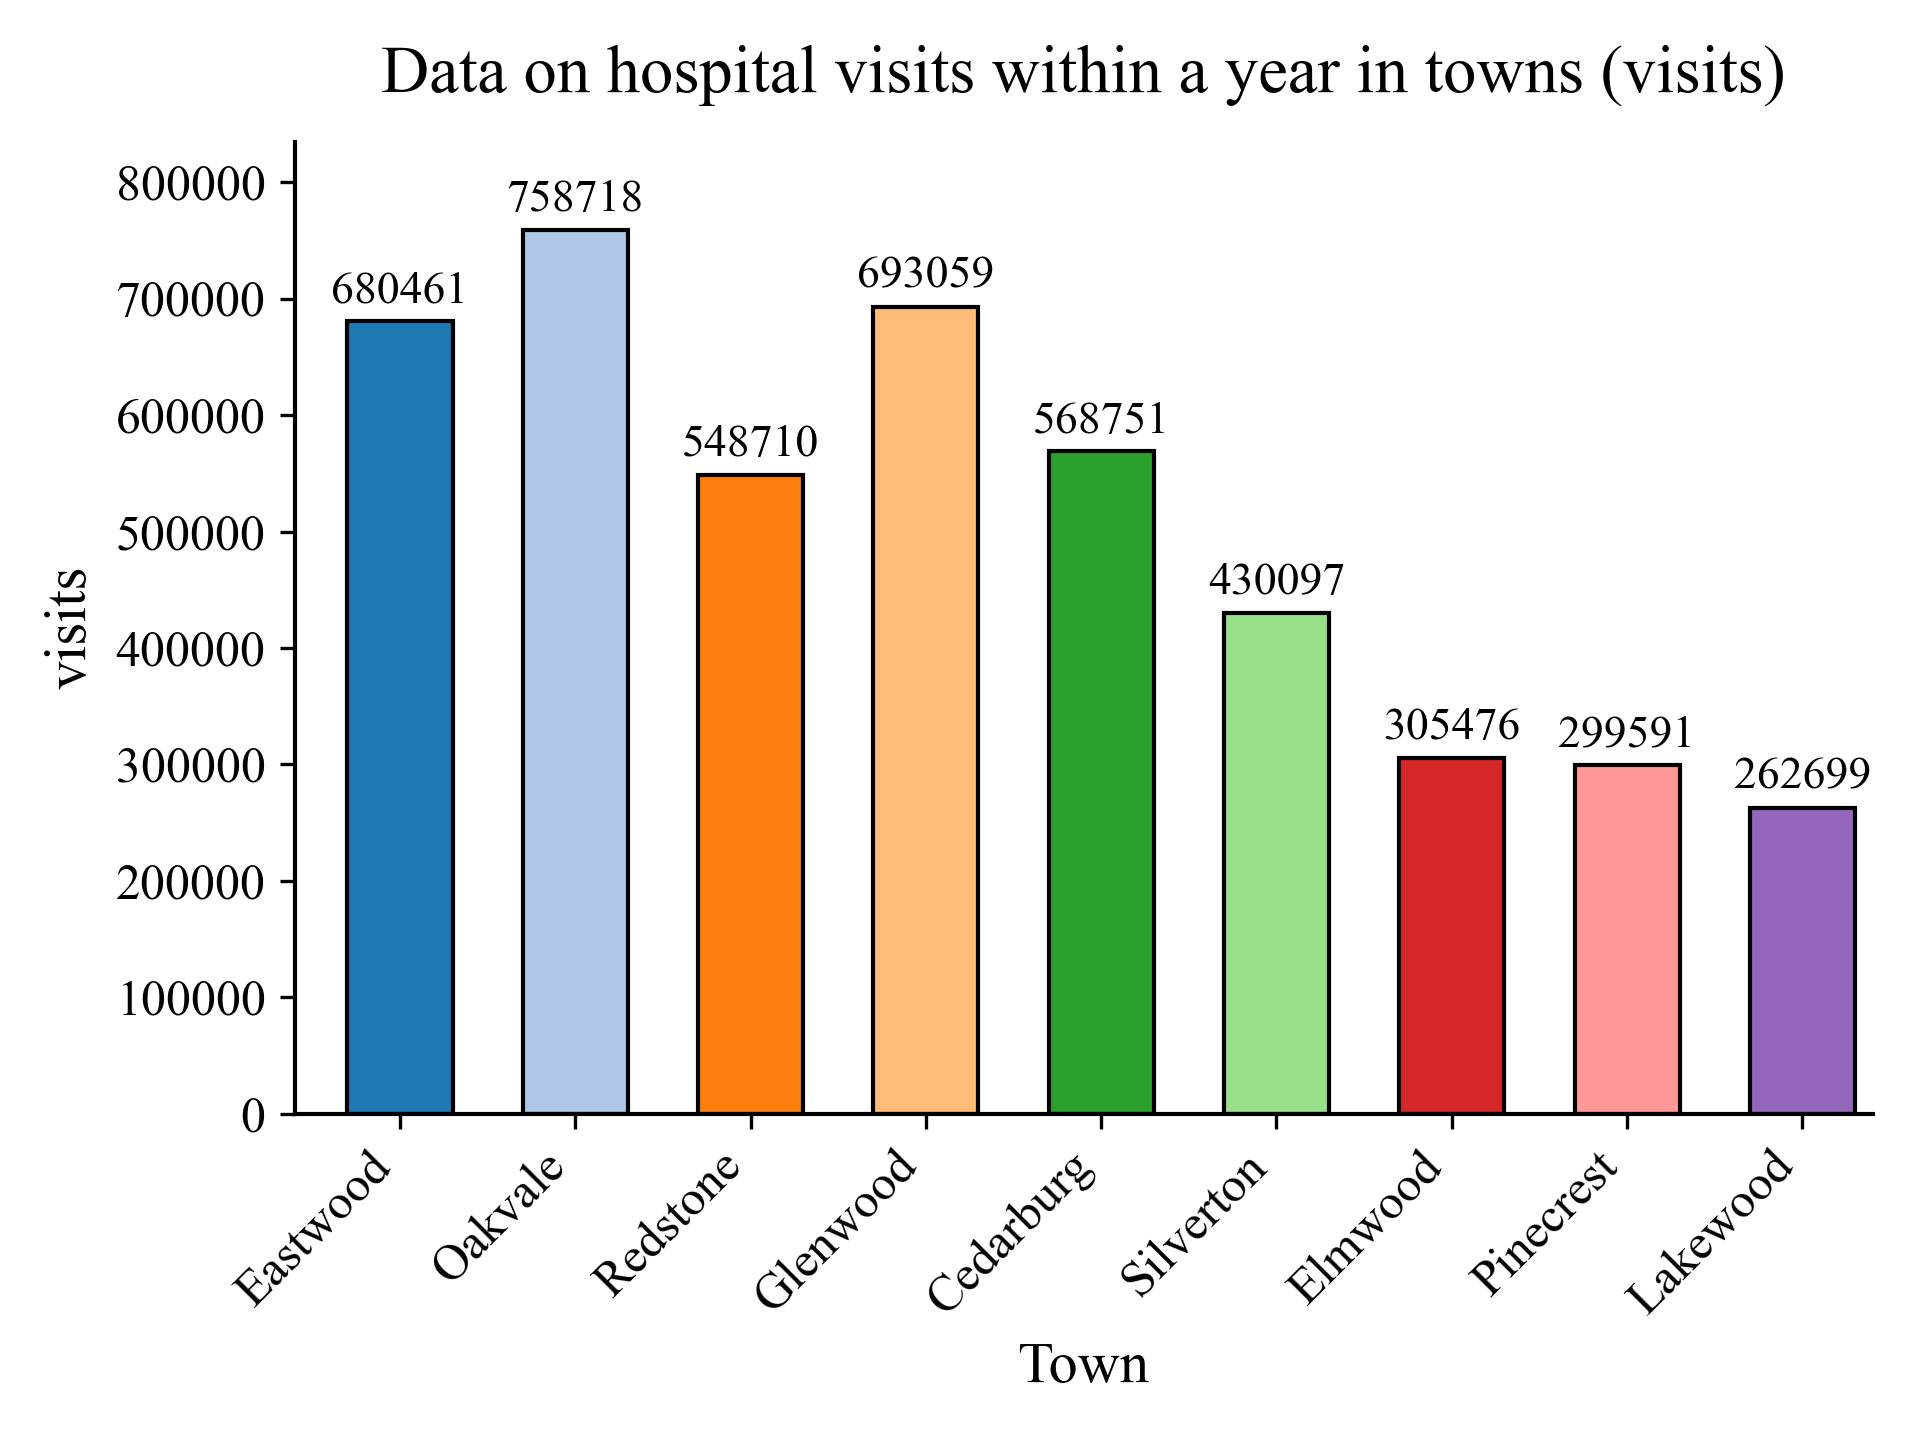 Data on hospital visits within a year in towns (visits)
visits
800000
700000
600000
500000
400000
300000
200000
100000
0
680461
758718
548710
693059
568751
430097
305476
299591
262699
Eastwood
Oakvale
Redstone
Glenwood
Cedarburg
Silverton
Elmwood
Pinecrest
Lakewood
Town